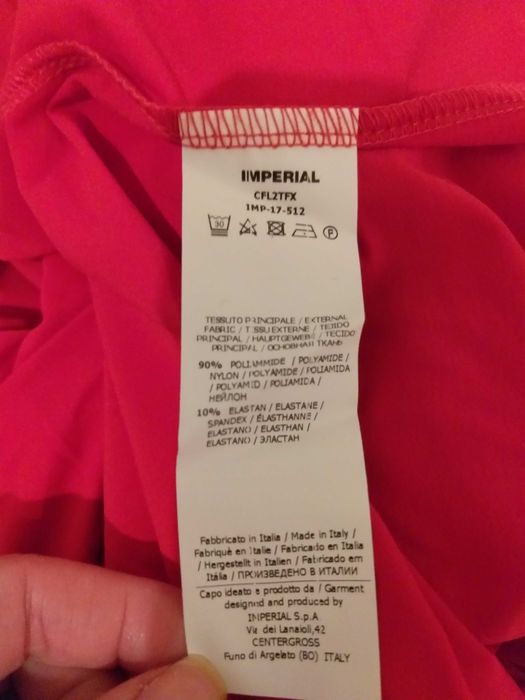 IMPERIAL
CFL2TFX
IMP-17-512
30
P
TESSUTO PRINCIPALE / EXTERNAL
FABRIC / TISSU EXTERNE / TEJIDO
PRINCIPAL / HAUPTGEWEBE / TECIDO
PRINCIPAL / ОСНОВНАЯ ТКАНЬ
90% POLIAMMIDE / POLYAMIDE /
NYLON / POLYAMIDE / POLIAMIDA
/ POLYAMID / POLIAMIDA /
НЕЙЛОН
10% ELASTAN / ELASTANE /
SPANDEX / ÉLASTHANNE /
ELASTANO / ELASTHAN /
ELASTANO / ЭЛАСТАН
Fabbricato in Italia / Made in Italy /
Fabriqué en Italie / Fabricado en Italia
/ Hergestellt in Italien / Fabricado em
Itália / ПРОИЗВЕДЕНО В ИТАЛИИ
Capo ideato e prodotto da / Garment
designed and produced by
IMPERIAL S.p.A
Via dei Lanaioli,42
CENTERGROSS
Funo di Argelato (BO) ITALY